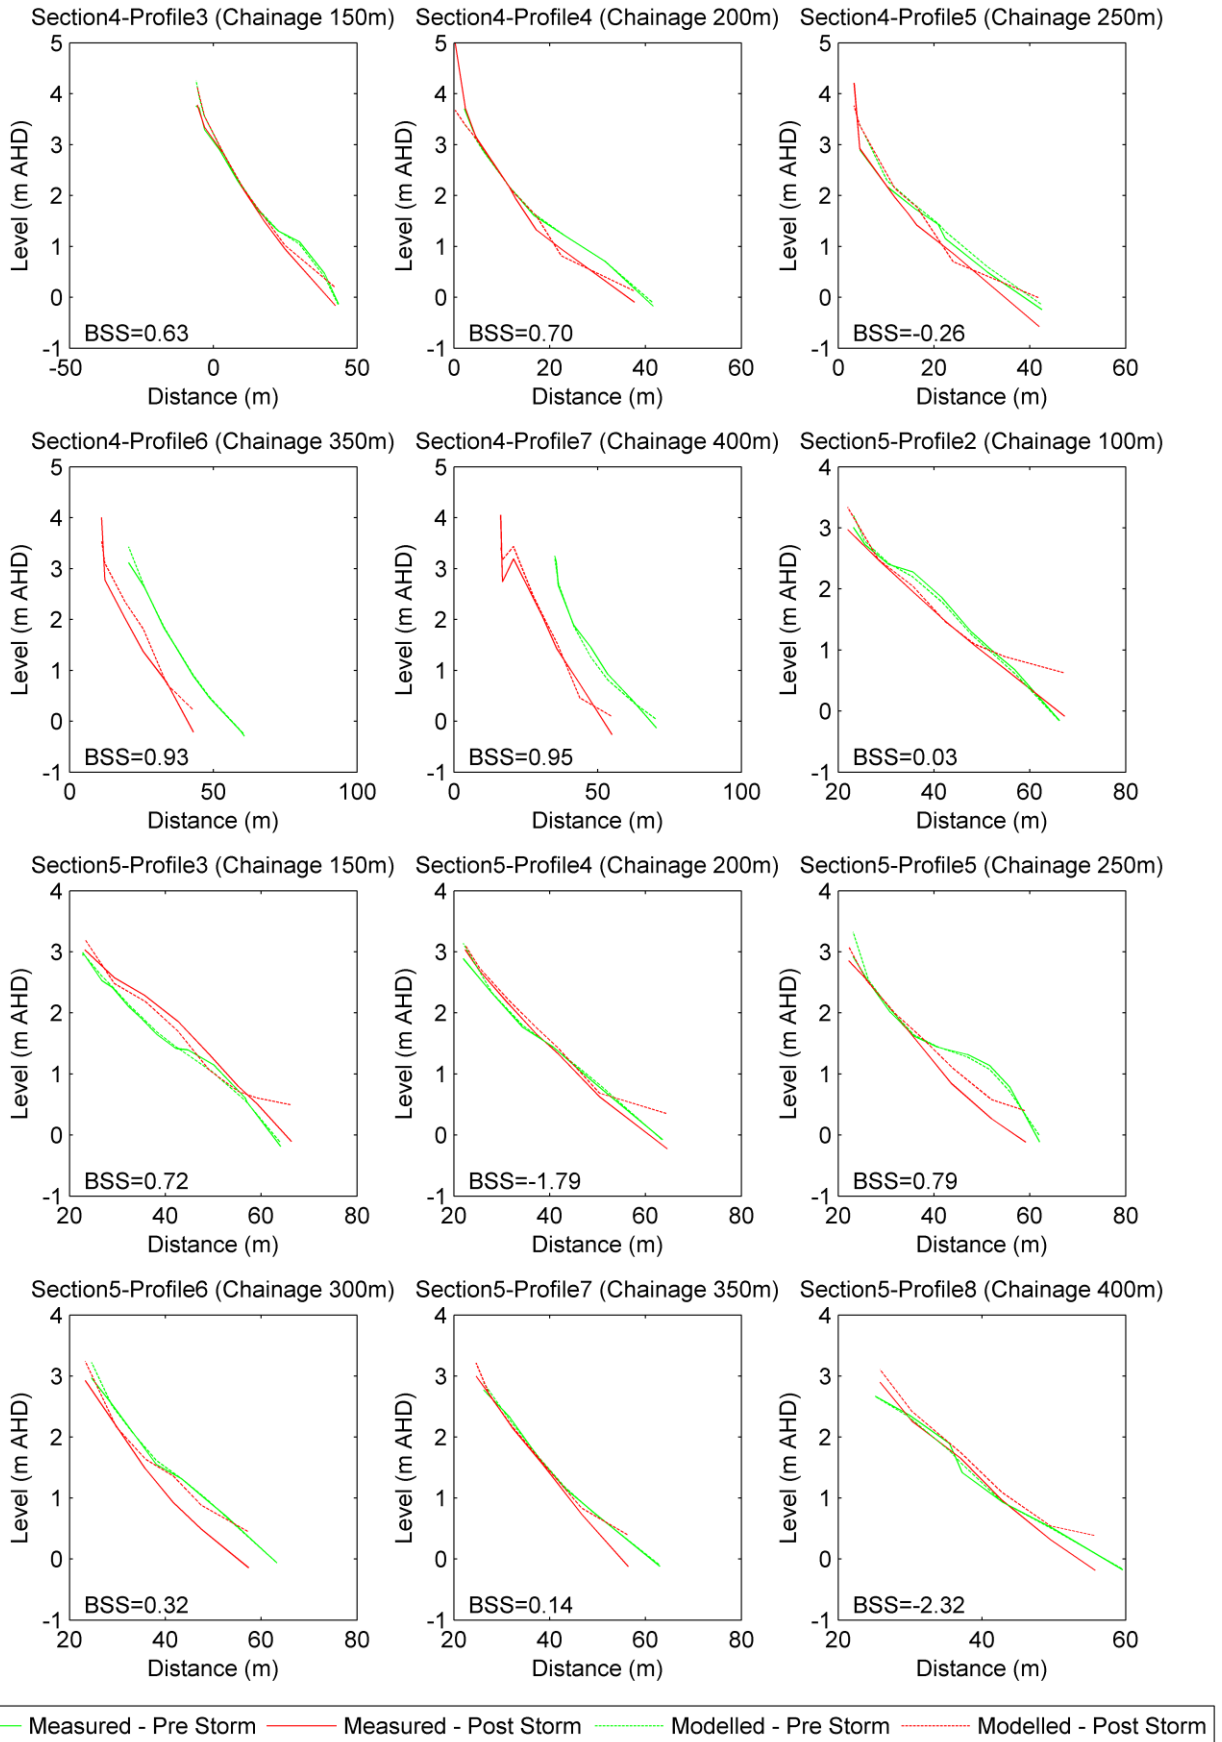 Section4-Profile3 (Chainage 150m)
Section4-Profile4 (Chainage 200m)
Section4-Profile5 (Chainage 250m)
5
4
3
2
1
0
-1
Level (m AHD)
BSS=0.63
-50
0
50
Distance (m)
5
4
3
2
1
0
-1
Level (m AHD)
BSS=0.70
0
20
40
60
Distance (m)
5
4
3
2
1
0
-1
Level (m AHD)
BSS=-0.26
0
20
40
60
Distance (m)
Section4-Profile6 (Chainage 350m)
Section4-Profile7 (Chainage 400m)
Section5-Profile2 (Chainage 100m)
5
4
3
2
1
0
-1
Level (m AHD)
BSS=0.93
0
50
100
Distance (m)
5
4
3
2
1
0
-1
Level (m AHD)
BSS=0.95
0
50
100
Distance (m)
4
3
2
1
0
-1
Level (m AHD)
BSS=0.03
20
40
60
80
Distance (m)
Section5-Profile3 (Chainage 150m)
Section5-Profile4 (Chainage 200m)
Section5-Profile5 (Chainage 250m)
4
3
2
1
0
-1
Level (m AHD)
BSS=0.72
20
40
60
80
Distance (m)
4
3
2
1
0
-1
Level (m AHD)
BSS=-1.79
20
40
60
80
Distance (m)
4
3
2
1
0
-1
Level (m AHD)
BSS=0.79
20
40
60
80
Distance (m)
Section5-Profile6 (Chainage 300m)
Section5-Profile7 (Chainage 350m)
Section5-Profile8 (Chainage 400m)
4
3
2
1
0
-1
Level (m AHD)
BSS=0.32
20
40
60
80
Distance (m)
4
3
2
1
0
-1
Level (m AHD)
BSS=0.14
20
40
60
80
Distance (m)
4
3
2
1
0
-1
Level (m AHD)
BSS=-2.32
20
40
60
Distance (m)
Measured - Pre Storm
Measured - Post Storm
Modelled - Pre Storm
Modelled - Post Storm